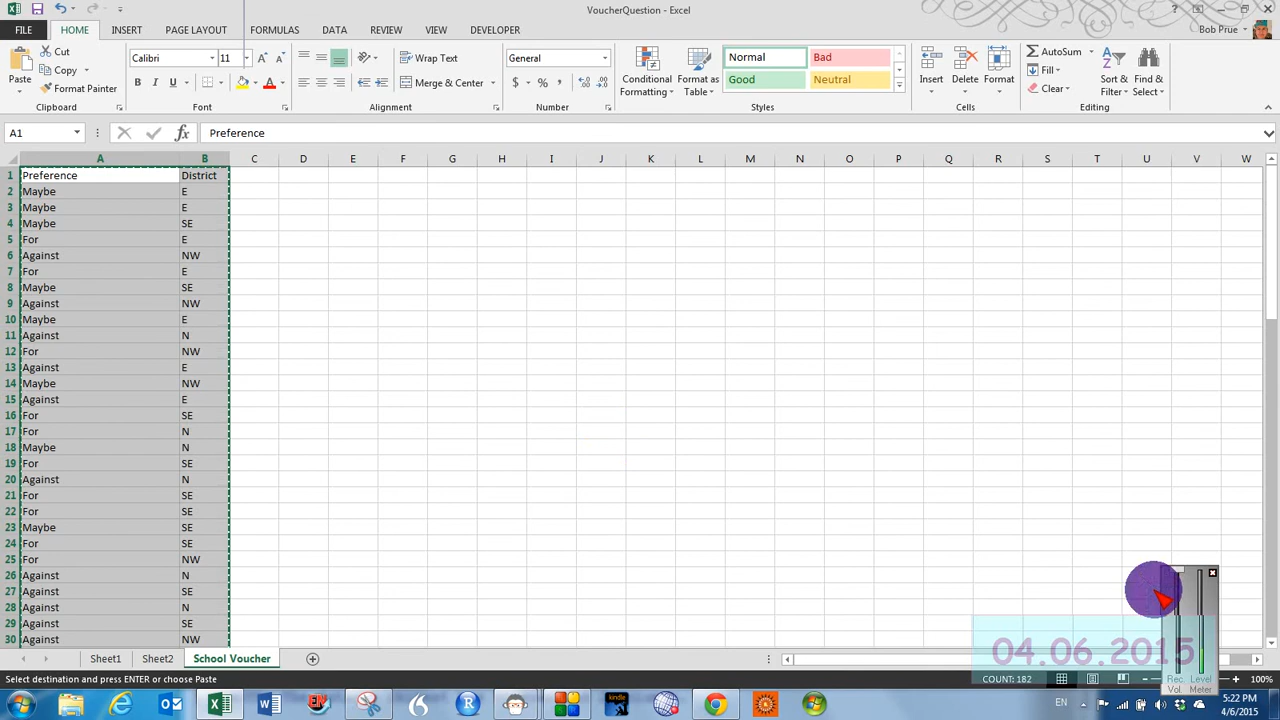 VoucherQuestion - Excel
Bob Prue
FILE HOME INSERT PAGE LAYOUT FORMULAS DATA REVIEW VIEW DEVELOPER
Paste
Cut
Copy
Format Painter
Clipboard
Calibri 11
B I U A
Font
Wrap Text
Merge & Center
Alignment
General
$ % ,
Number
Conditional Formatting
Format as Table
Normal Bad
Good Neutral
Styles
Insert Delete Format
Cells
AutoSum
Fill
Clear
Sort & Filter
Find & Select
Editing
A1 fx Preference
A B C D E F G H I J K L M N O P Q R S T U V W
1 Preference District
2 Maybe E
3 Maybe E
4 Maybe SE
5 For E
6 Against NW
7 For E
8 Maybe SE
9 Against NW
10 Maybe E
11 Against N
12 For NW
13 Against E
14 Maybe NW
15 Against E
16 For SE
17 For N
18 Maybe N
19 For SE
20 Against N
21 For SE
22 For SE
23 Maybe SE
24 For SE
25 For NW
26 Against N
27 Against SE
28 Against N
29 Against SE
30 Against NW
Sheet1 Sheet2 School Voucher
04.06.2015
Rec. Vol. Level Meter
Select destination and press ENTER or choose Paste
COUNT: 182
100%
kindle
EN
5:22 PM
4/6/2015